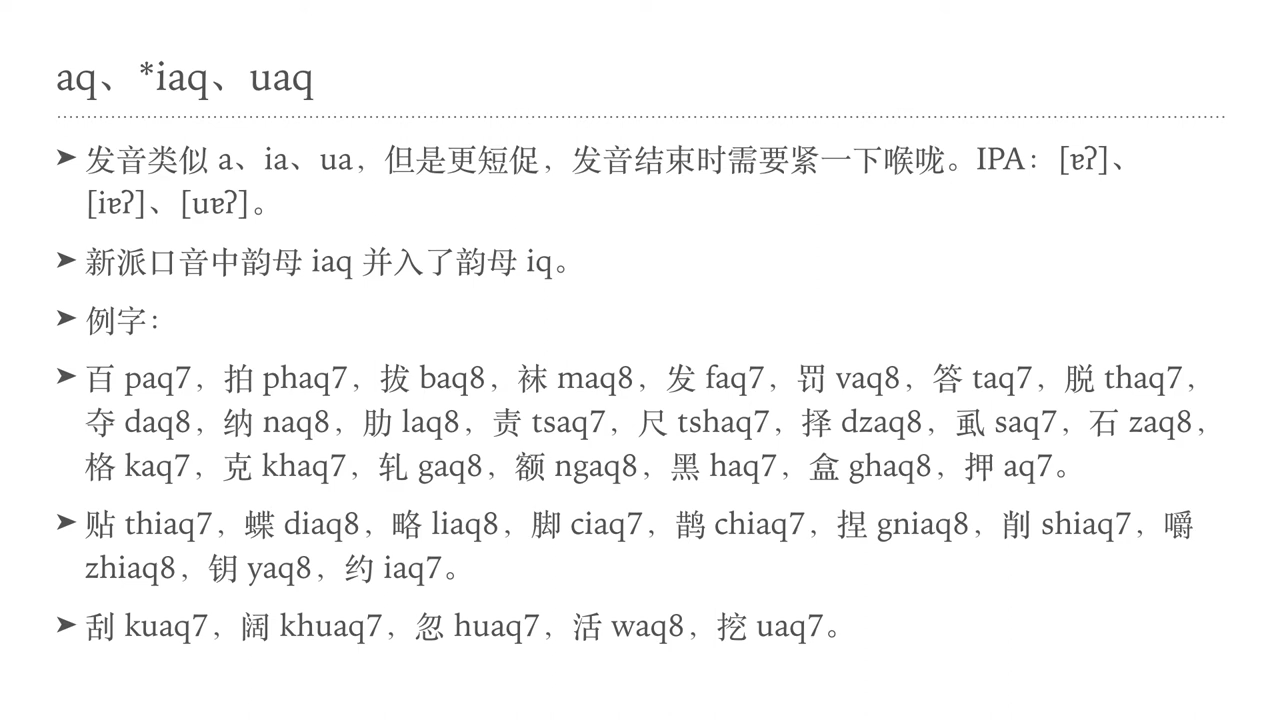 aq、*iaq、uaq
➤ 发音类似 a、ia、ua，但是更短促，发音结束时需要紧一下喉咙。IPA：[ɐʔ]、
[iɐʔ]、[uɐʔ]。
➤ 新派口音中韵母 iaq 并入了韵母 iq。
➤ 例字：
➤ 百 paq7，拍 phaq7，拔 baq8，袜 maq8，发 faq7，罚 vaq8，答 taq7，脱 thaq7，
夺 daq8，纳 naq8，肋 laq8，责 tsaq7，尺 tshaq7，择 dzaq8，虱 saq7，石 zaq8，
格 kaq7，克 khaq7，轧 gaq8，额 ngaq8，黑 haq7，盒 ghaq8，押 aq7。
➤ 贴 thiaq7，蝶 diaq8，略 liaq8，脚 ciaq7，鹊 chiaq7，捏 gniaq8，削 shiaq7，嚼
zhiaq8，钥 yaq8，约 iaq7。
➤ 刮 kuaq7，阔 khuaq7，忽 huaq7，活 waq8，挖 uaq7。